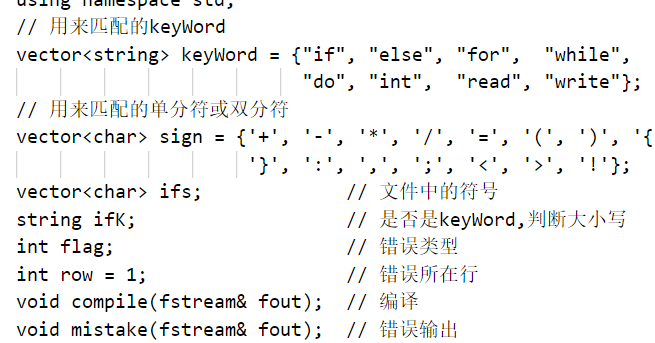 using namespace std;
// 用来匹配的keyWord
vector<string> keyWord = {"if", "else", "for",  "while",
"do", "int",  "read", "write"};
// 用来匹配的单分符或双分符
vector<char> sign = {'+', '-', '*', '/', '=', '(', ')', '{
'}', ':', ',', ';', '<', '>', '!'};
vector<char> ifs;            // 文件中的符号
string ifK;                  // 是否是keyWord,判断大小写
int flag;                    // 错误类型
int row = 1;                 // 错误所在行
void compile(fstream& fout);  // 编译
void mistake(fstream& fout);  // 错误输出